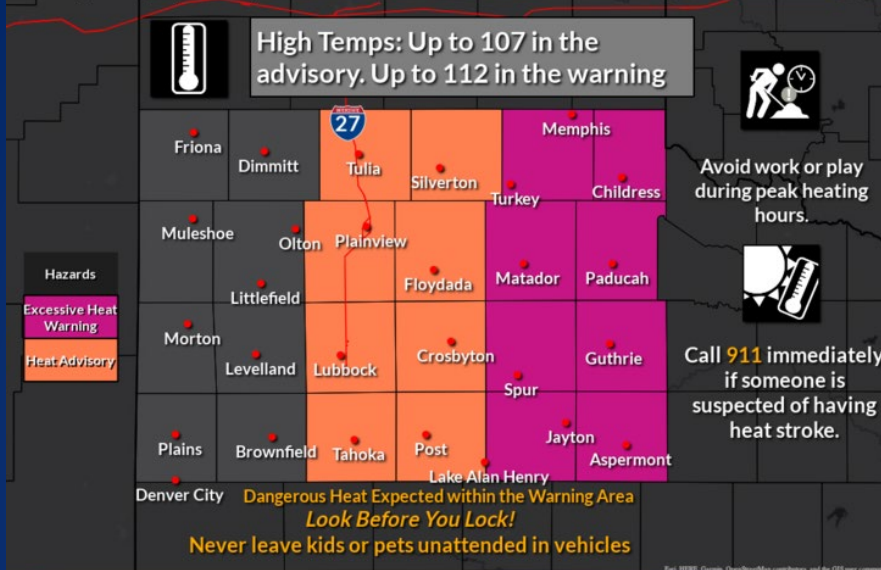 High Temps: Up to 107 in the
advisory. Up to 112 in the warning
27
Memphis
Friona
Dimmitt
Tulia
Silverton
Turkey
Childress
Avoid work or play
during peak heating
hours.
Muleshoe
Olton
Plainview
Hazards
Excessive Heat
Warning
Heat Advisory
Littlefield
Floydada
Matador
Paducah
Morton
Levelland
Lubbock
Crosbyton
Guthrie
Spur
Call 911 immediately
if someone is
suspected of having
heat stroke.
Plains
Brownfield
Tahoka
Post
Jayton
Aspermont
Lake Alan Henry
Denver City
Dangerous Heat Expected within the Warning Area
Look Before You Lock!
Never leave kids or pets unattended in vehicles